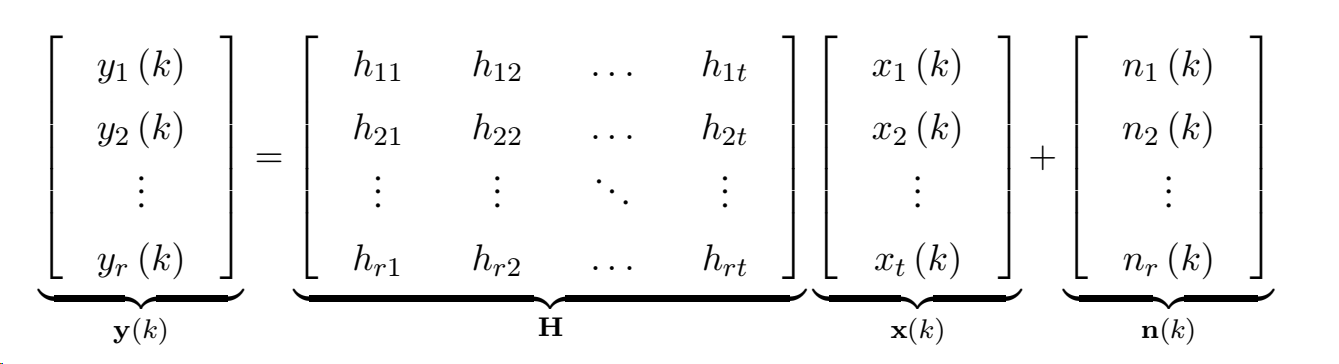 y₁ (k) h₁₁ h₁₂ … h₁ₜ x₁ (k) n₁ (k)
y₂ (k) h₂₁ h₂₂ … h₂ₜ x₂ (k) n₂ (k)
= +
⋮ ⋮ ⋮ ⋱ ⋮ ⋮ ⋮
yᵣ (k) hᵣ₁ hᵣ₂ … hᵣₜ xₜ (k) nᵣ (k)
y(k) H x(k) n(k)